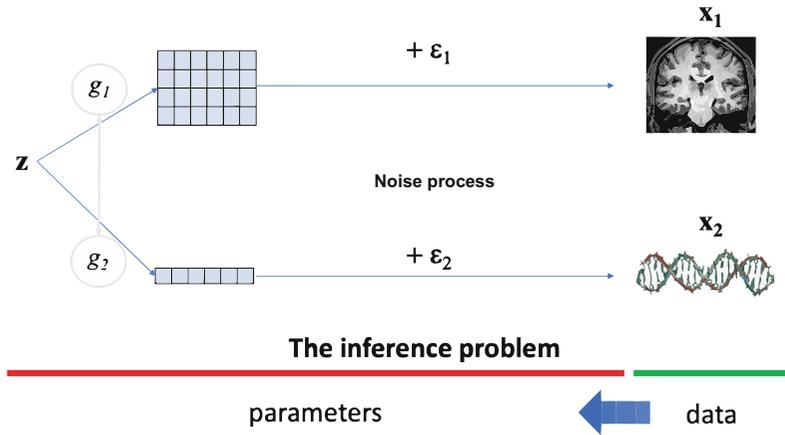 x₁
+ ε₁
g₁
z
Noise process
x₂
+ ε₂
g₂
The inference problem
parameters
data